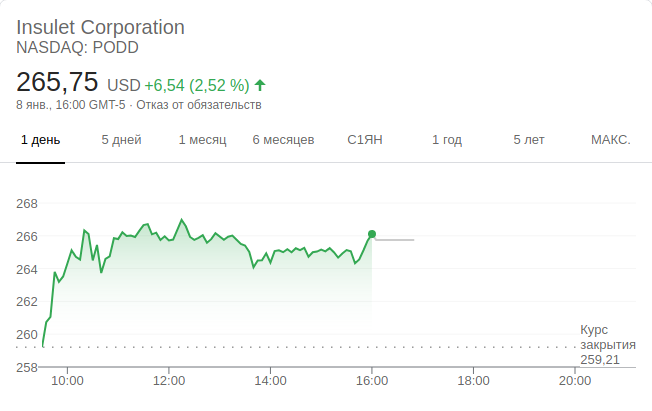 Insulet Corporation
NASDAQ: PODD
265,75 USD +6,54 (2,52 %)
8 янв., 16:00 GMT-5 · Отказ от обязательств
1 день 5 дней 1 месяц 6 месяцев С1ЯН 1 год 5 лет МАКС.
268
266
264
262
260
258
Курс
закрытия
259,21
10:00 12:00 14:00 16:00 18:00 20:00